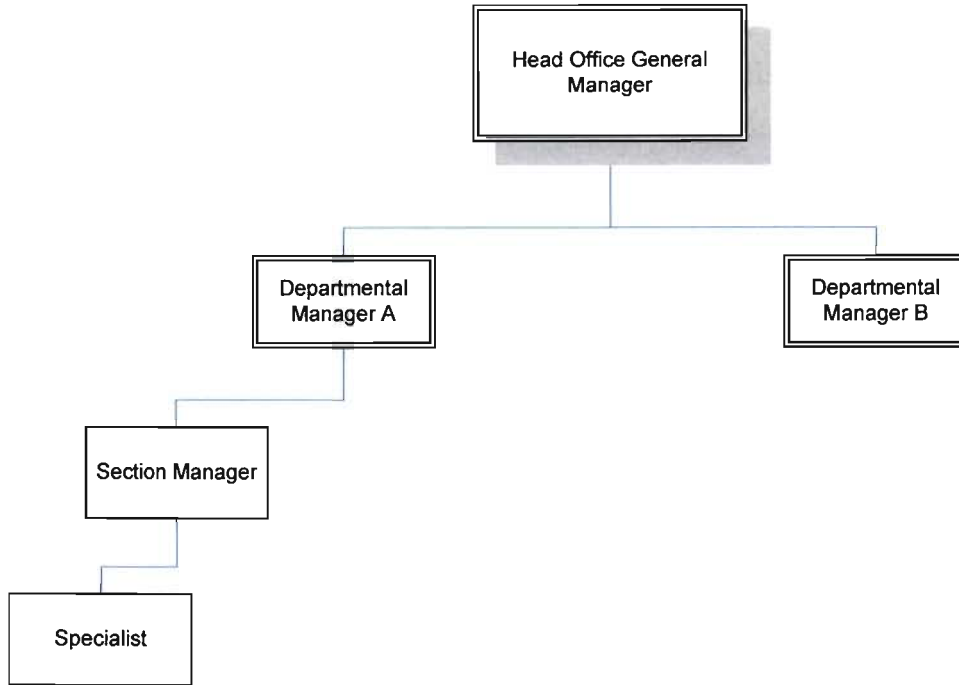 Head Office General
Manager
Departmental
Manager A
Departmental
Manager B
Section Manager
Specialist